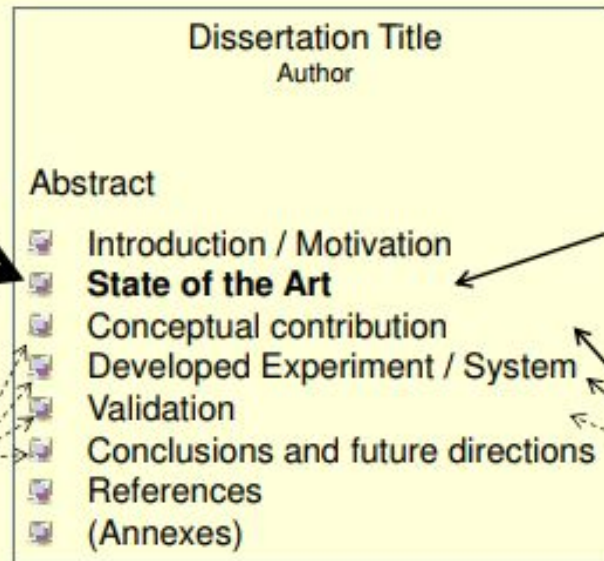 Dissertation Title
Author
Abstract
Introduction / Motivation
State of the Art
Conceptual contribution
Developed Experiment / System
Validation
Conclusions and future directions
References
(Annexes)